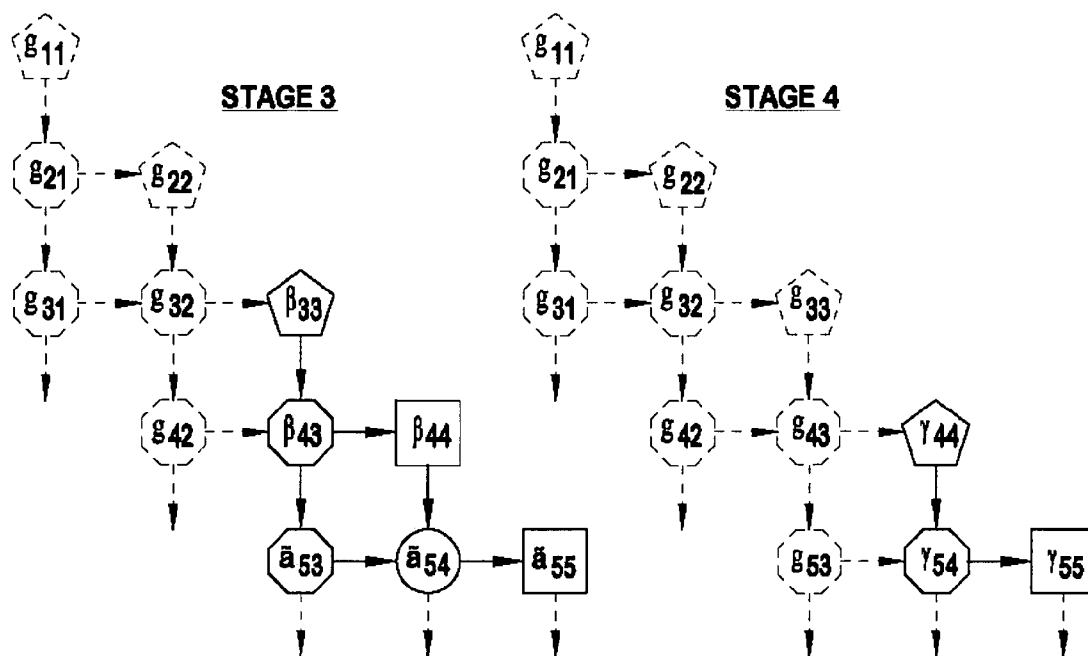 g11 g11
STAGE 3 STAGE 4
g21 g22 g21 g22
g31 g32 β33 g31 g32 g33
g42 β43 β44 g42 g43 γ44
ã53 ã54 ã55 g53 γ54 γ55